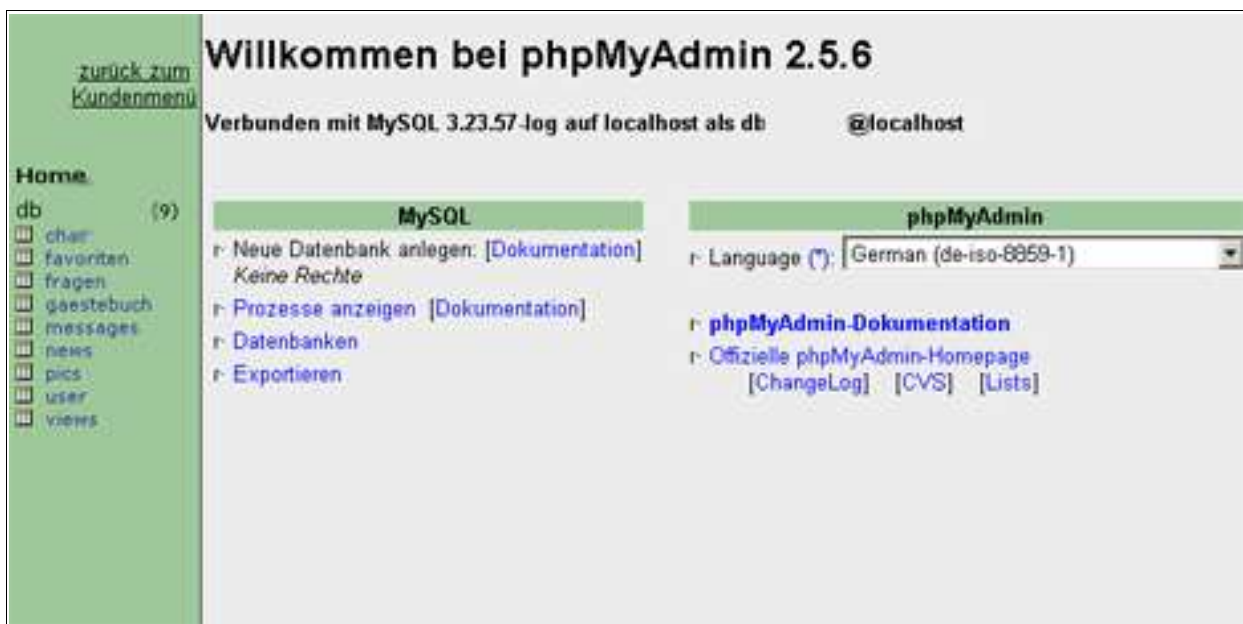 zurück zum
Kundenmenü
Home
db (9)
chair
favoriten
fragen
gaestebuch
messages
news
pics
user
views
Willkommen bei phpMyAdmin 2.5.6
Verbunden mit MySQL 3.23.57-log auf localhost als db @localhost
MySQL
Neue Datenbank anlegen: [Dokumentation]
Keine Rechte
Prozesse anzeigen [Dokumentation]
Datenbanken
Exportieren
phpMyAdmin
Language (*): German (de-iso-8859-1)
phpMyAdmin-Dokumentation
Offizielle phpMyAdmin-Homepage
[ChangeLog] [CVS] [Lists]